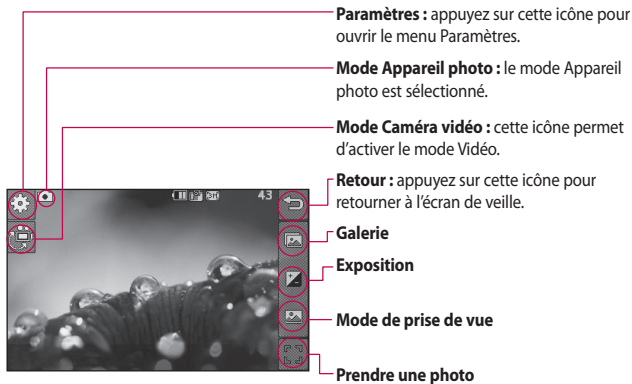 Paramètres : appuyez sur cette icône pour
ouvrir le menu Paramètres.
Mode Appareil photo : le mode Appareil
photo est sélectionné.
Mode Caméra vidéo : cette icône permet
d'activer le mode Vidéo.
Retour : appuyez sur cette icône pour
retourner à l'écran de veille.
Galerie
Exposition
Mode de prise de vue
Prendre une photo
43